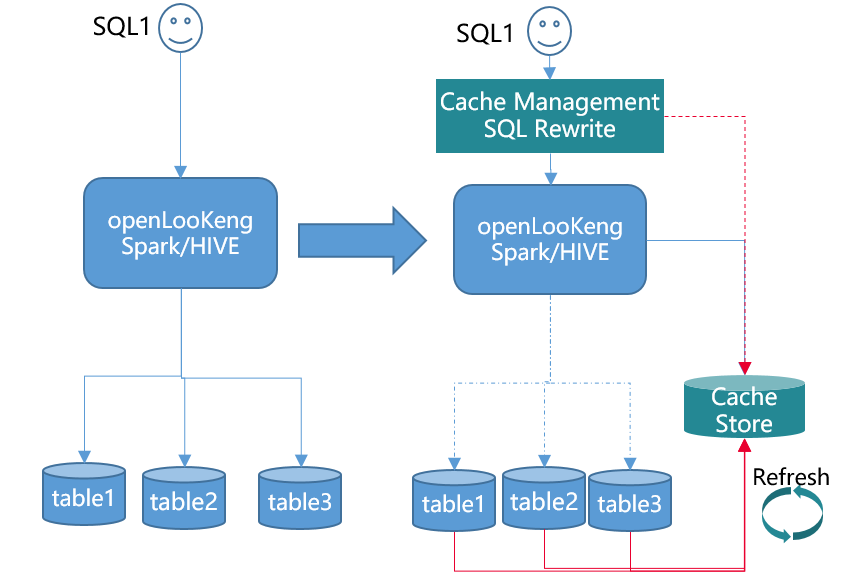 SQL1
openLooKeng
Spark/HIVE
table1
table2
table3
SQL1
Cache Management
SQL Rewrite
openLooKeng
Spark/HIVE
Cache
Store
Refresh
table1
table2
table3